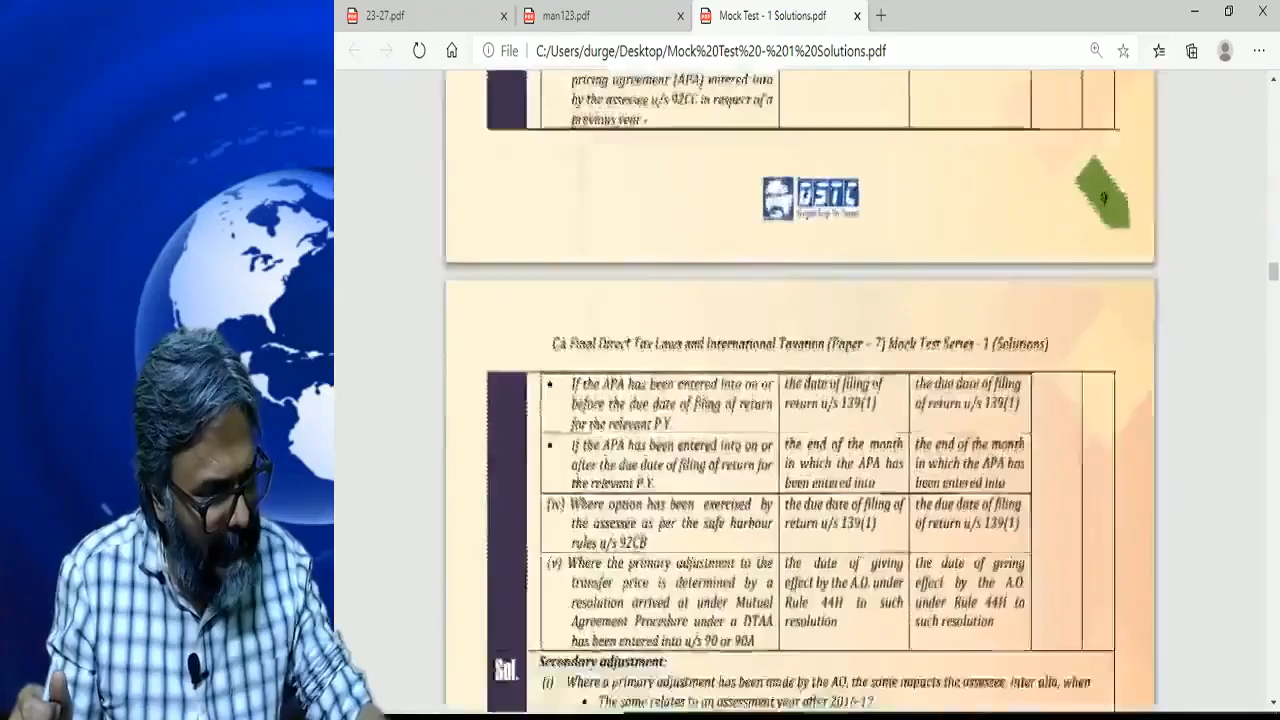 23-27.pdf
man123.pdf
Mock Test - 1 Solutions.pdf
File
C:/Users/durge/Desktop/Mock%20Test%20-%201%20Solutions.pdf
pricing agreement (APA) entered into
by the assessee u/s 92CC in respect of a
previous year -
DSTC
9
CA Final Direct Tax Laws and International Taxation (Paper - 7) Mock Test Series - 1 (Solutions)
• If the APA has been entered into on or
before the due date of filing of return
for the relevant P.Y.
the date of filing of
return u/s 139(1)
the due date of filing
of return u/s 139(1)
• If the APA has been entered into on or
after the due date of filing of return for
the relevant P.Y.
the end of the month
in which the APA has
been entered into
the end of the month
in which the APA has
been entered into
(iv) Where option has been exercised by
the assessee as per the safe harbour
rules u/s 92CB
the due date of filing of
return u/s 139(1)
the due date of filing
of return u/s 139(1)
(v) Where the primary adjustment to the
transfer price is determined by a
resolution arrived at under Mutual
Agreement Procedure under a DTAA
has been entered into u/s 90 or 90A
the date of giving
effect by the A.O. under
Rule 44H to such
resolution
the date of giving
effect by the A.O.
under Rule 44H to
such resolution
Sol.
Secondary adjustment:
(i) Where a primary adjustment has been made by the AO, the same impacts the assessee, inter alia, when
• The same relates to an assessment year after 2016-17